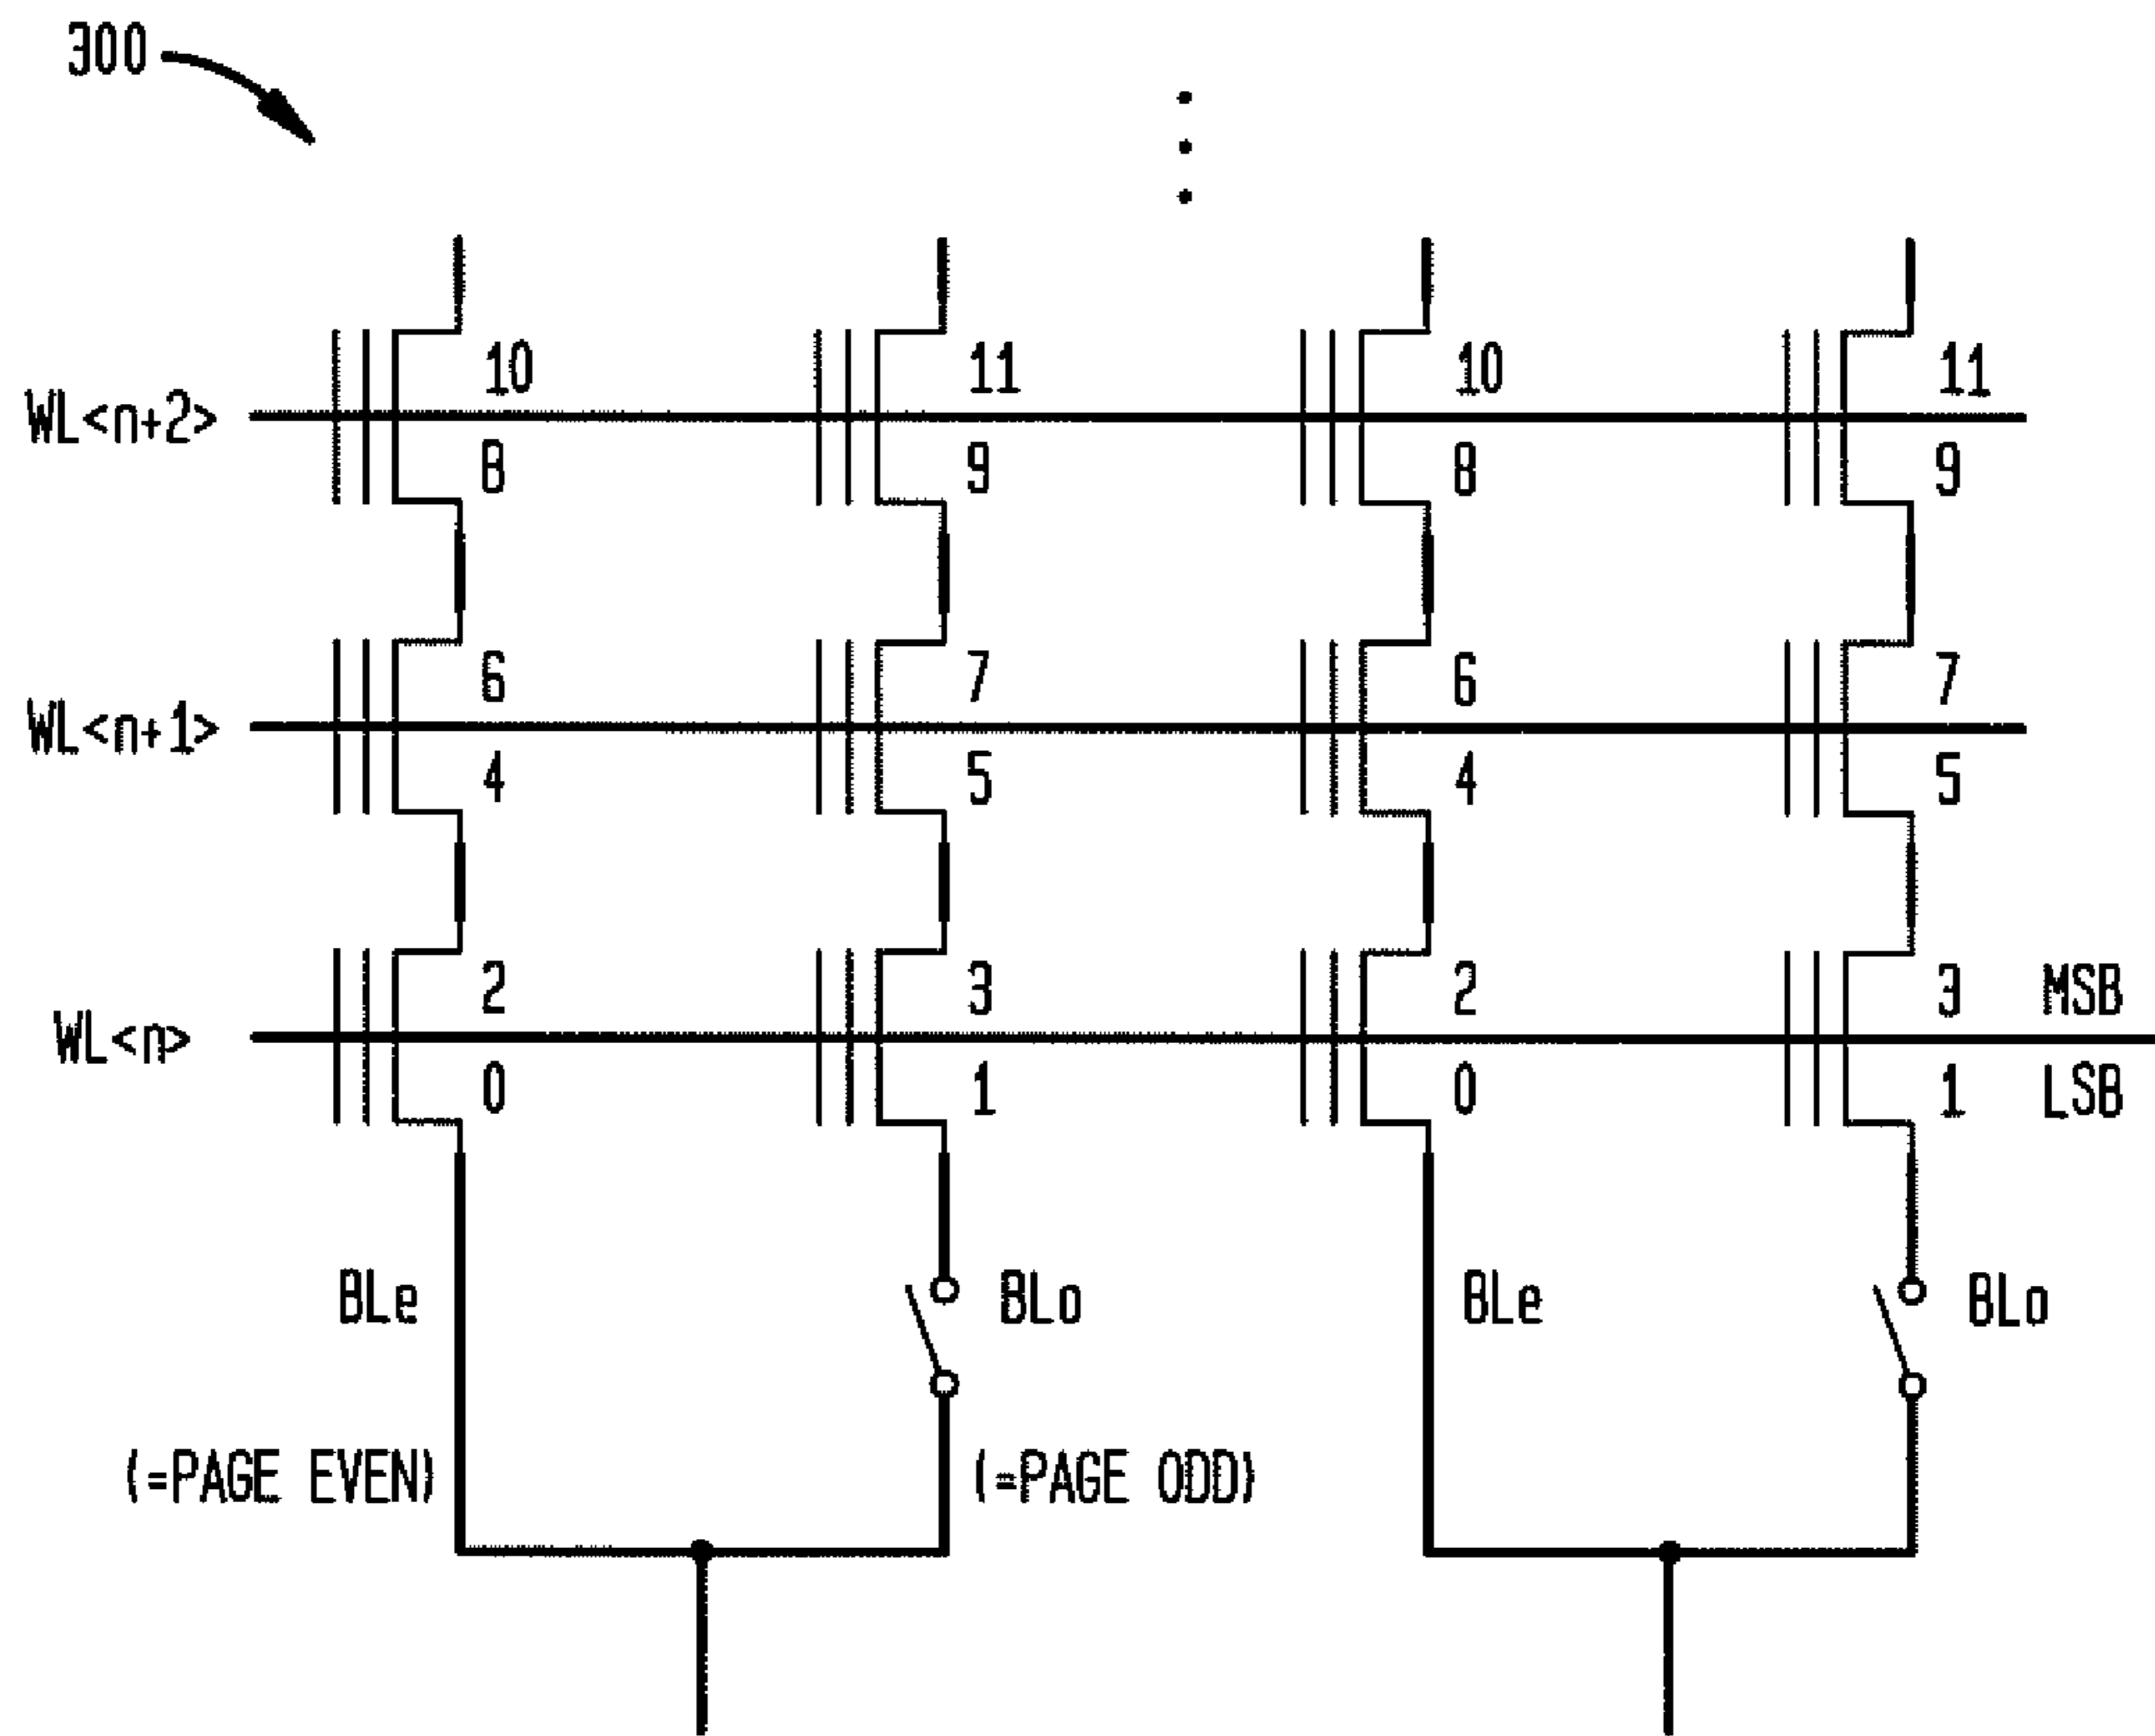 300
10 11 10 11
WL<n+2>
8 9 8 9
6 7 6 7
WL<n+1>
4 5 4 5
2 3 2 3 MSB
WL<n>
0 1 0 1 LSB
BLe BLo BLe BLo
(=PAGE EVEN) (=PAGE ODD)